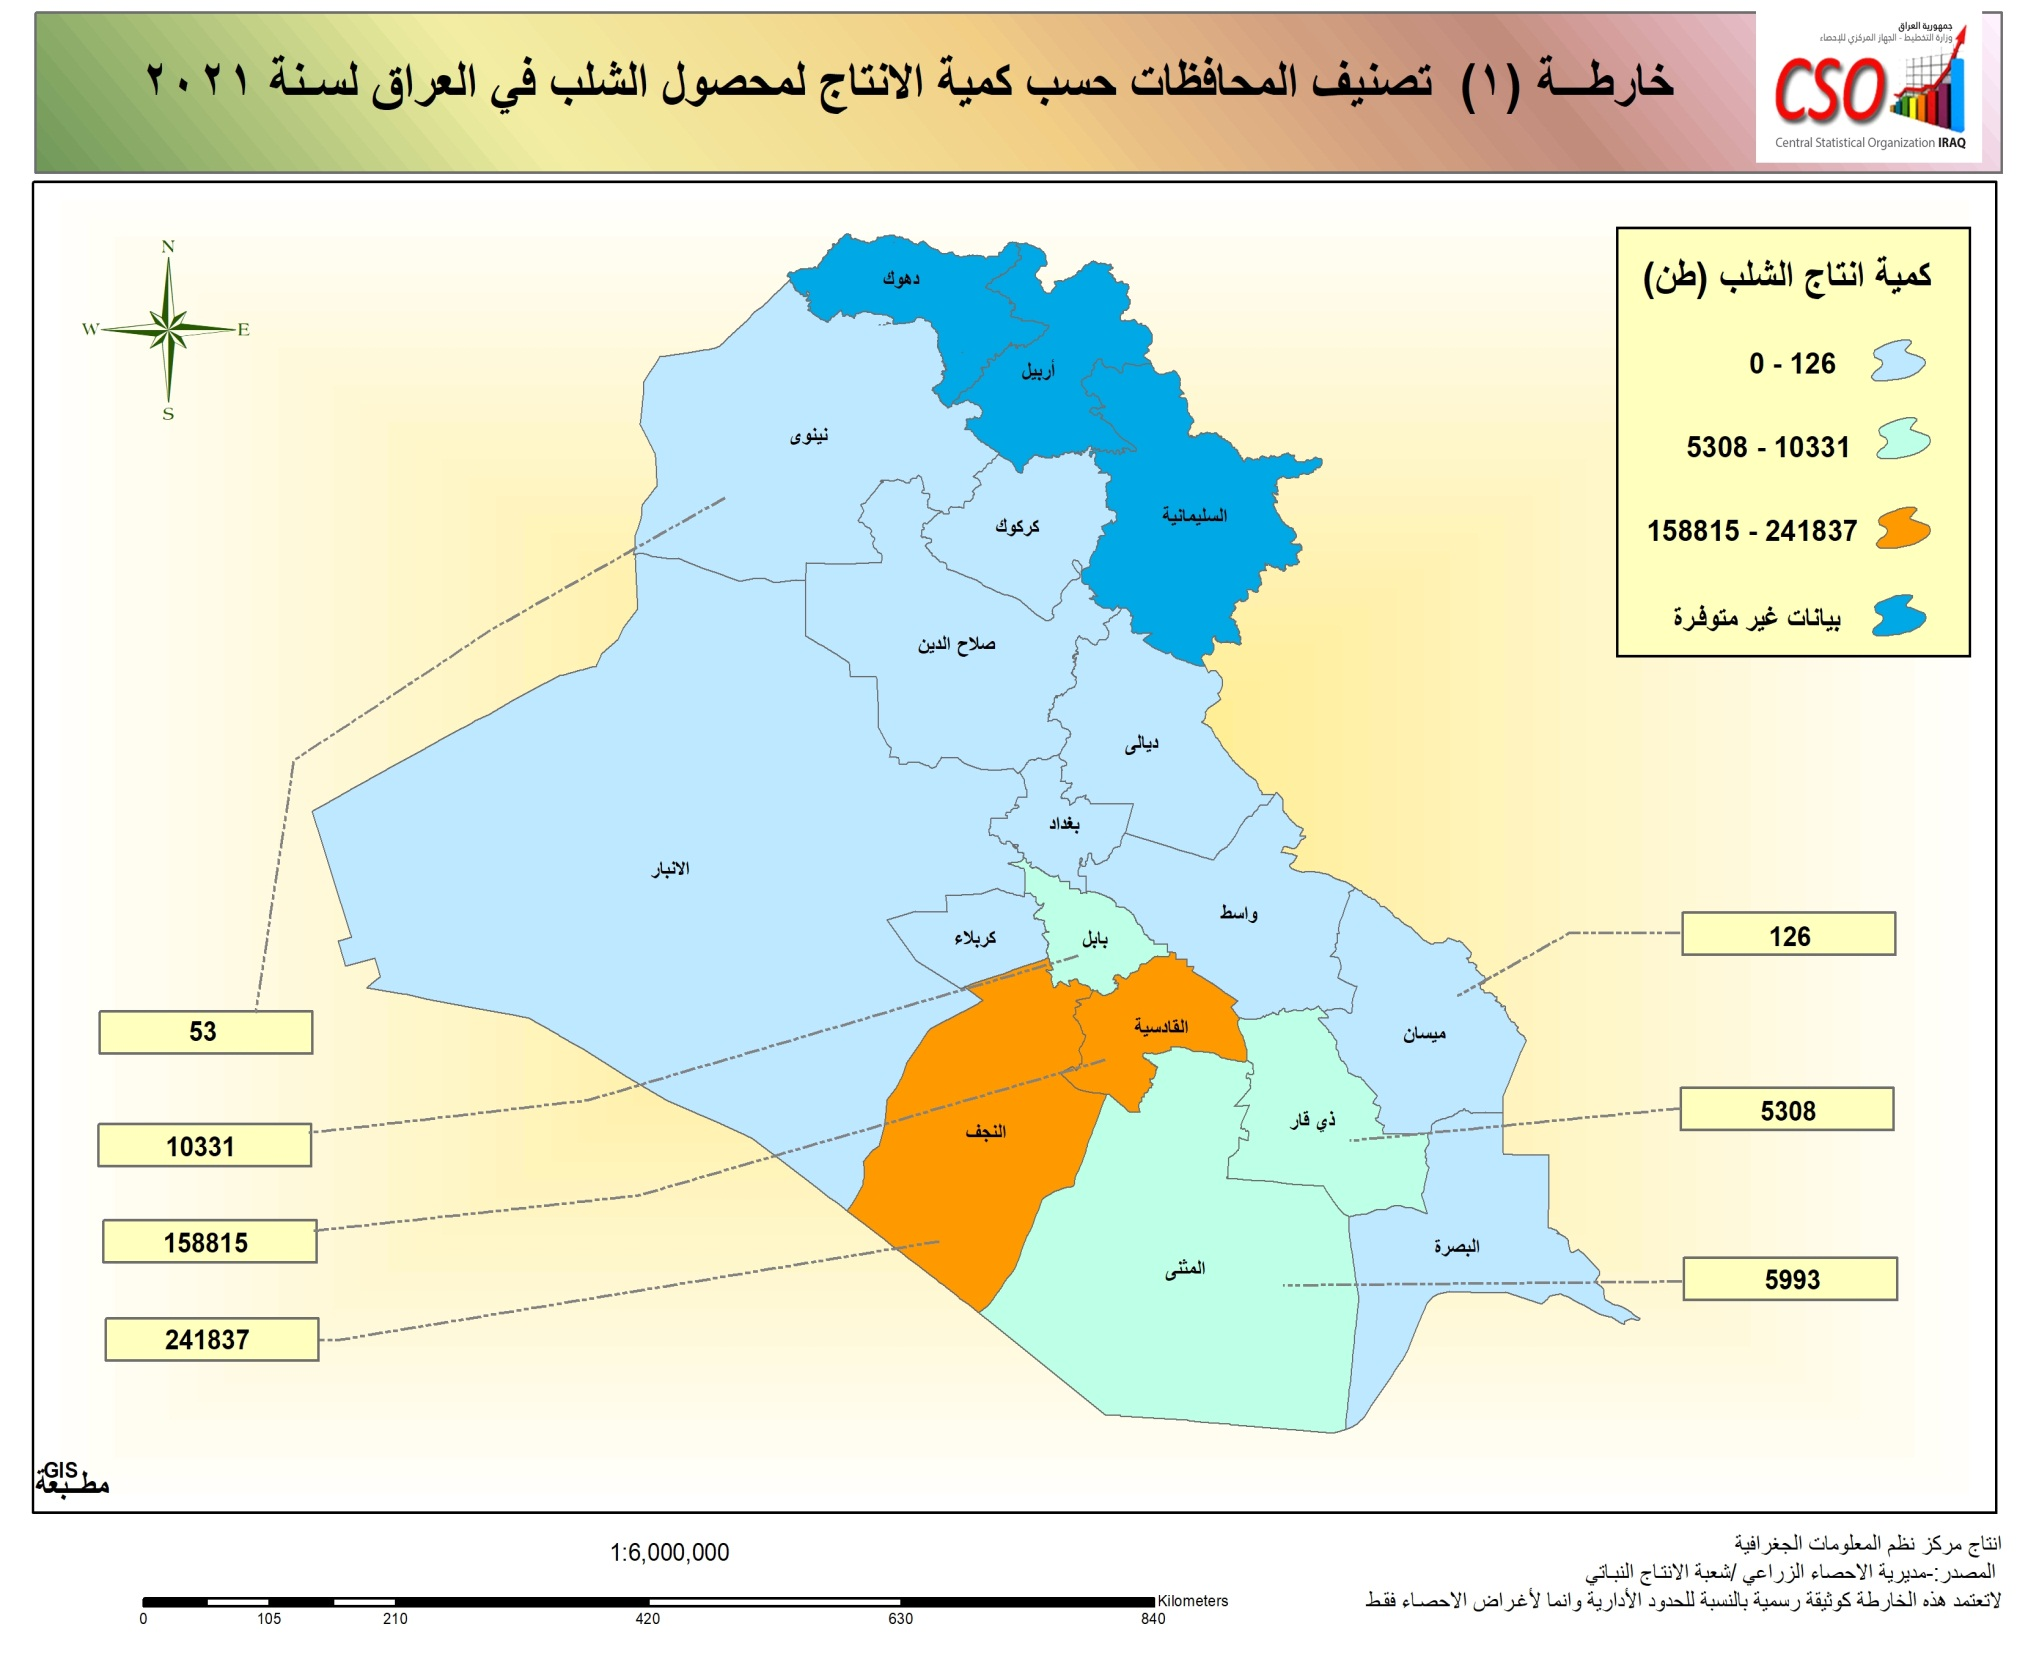 خارطـــة (١) تصنيف المحافظات حسب كمية الانتاج لمحصول الشلب في العراق لسنة ٢٠٢١
جمهورية العراق
وزارة التخطيط - الجهاز المركزي للإحصاء
CSO
Central Statistical Organization IRAQ
N
W
E
S
كمية انتاج الشلب (طن)
0 - 126
5308 - 10331
158815 - 241837
بيانات غير متوفرة
دهوك
أربيل
نينوى
كركوك
السليمانية
صلاح الدين
ديالى
بغداد
الانبار
واسط
كربلاء
بابل
القادسية
ميسان
النجف
ذي قار
المثنى
البصرة
126
5308
5993
53
10331
158815
241837
GIS
مطـبعة
1:6,000,000
Kilometers
0 105 210 420 630 840
انتاج مركز نظم المعلومات الجغرافية
المصدر:-مديرية الاحصاء الزراعي /شعبة الانتاج النباتي
لاتعتمد هذه الخارطة كوثيقة رسمية بالنسبة للحدود الأدارية وانما لأغراض الاحصاء فقط